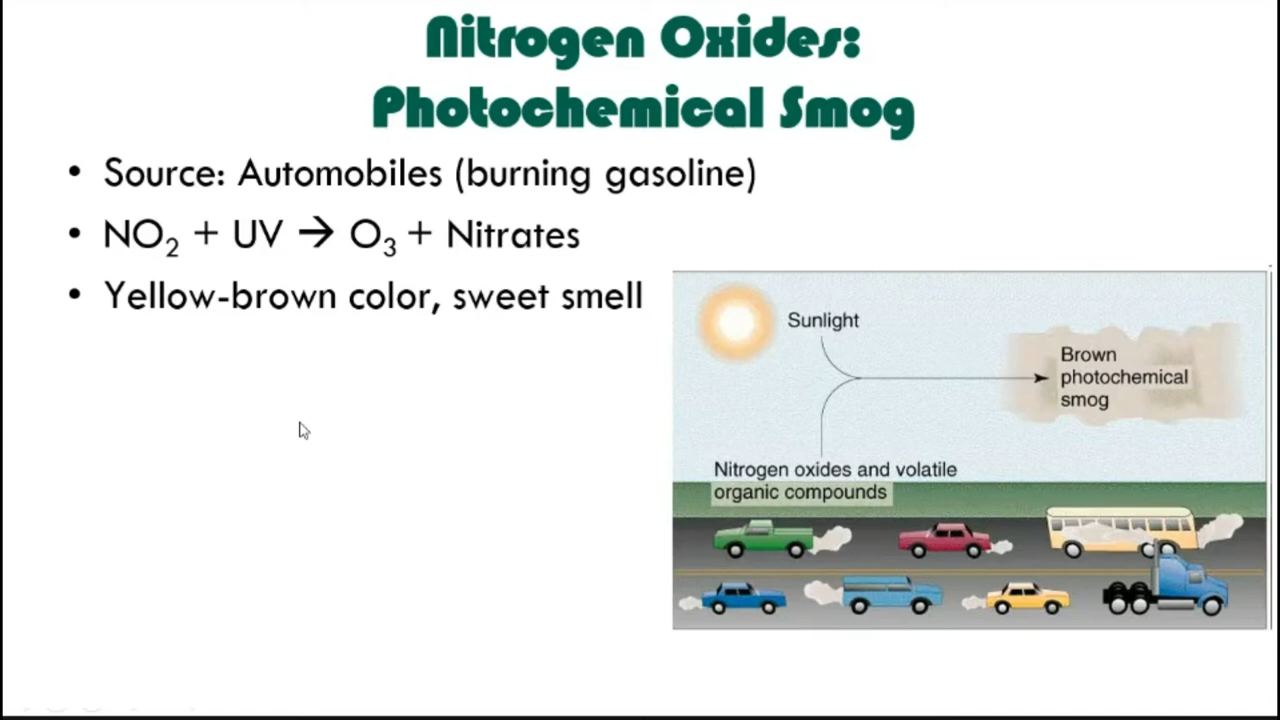 Nitrogen Oxides:
Photochemical Smog
• Source: Automobiles (burning gasoline)
• NO₂ + UV → O₃ + Nitrates
• Yellow-brown color, sweet smell
Sunlight
Brown
photochemical
smog
Nitrogen oxides and volatile
organic compounds